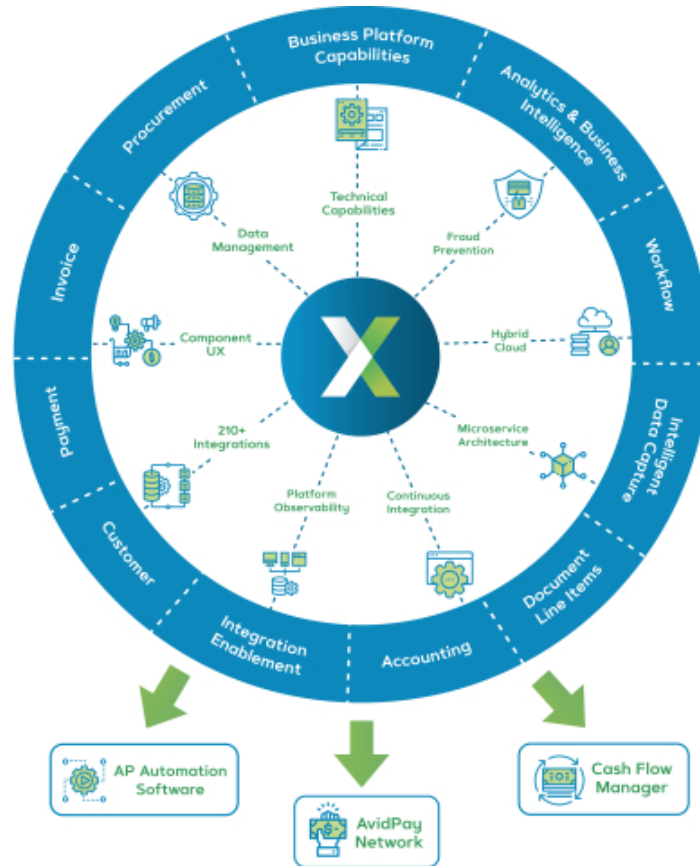 Business Platform
Capabilities
Analytics & Business
Intelligence
Workflow
Intelligent
Data Capture
Document
Line Items
Accounting
Integration
Enablement
Customer
Payment
Invoice
Procurement
Technical
Capabilities
Fraud
Prevention
Hybrid
Cloud
Microservice
Architecture
Continuous
Integration
Platform
Observability
210+
Integrations
Component
UX
Data
Management
X
AP Automation
Software
AvidPay
Network
Cash Flow
Manager